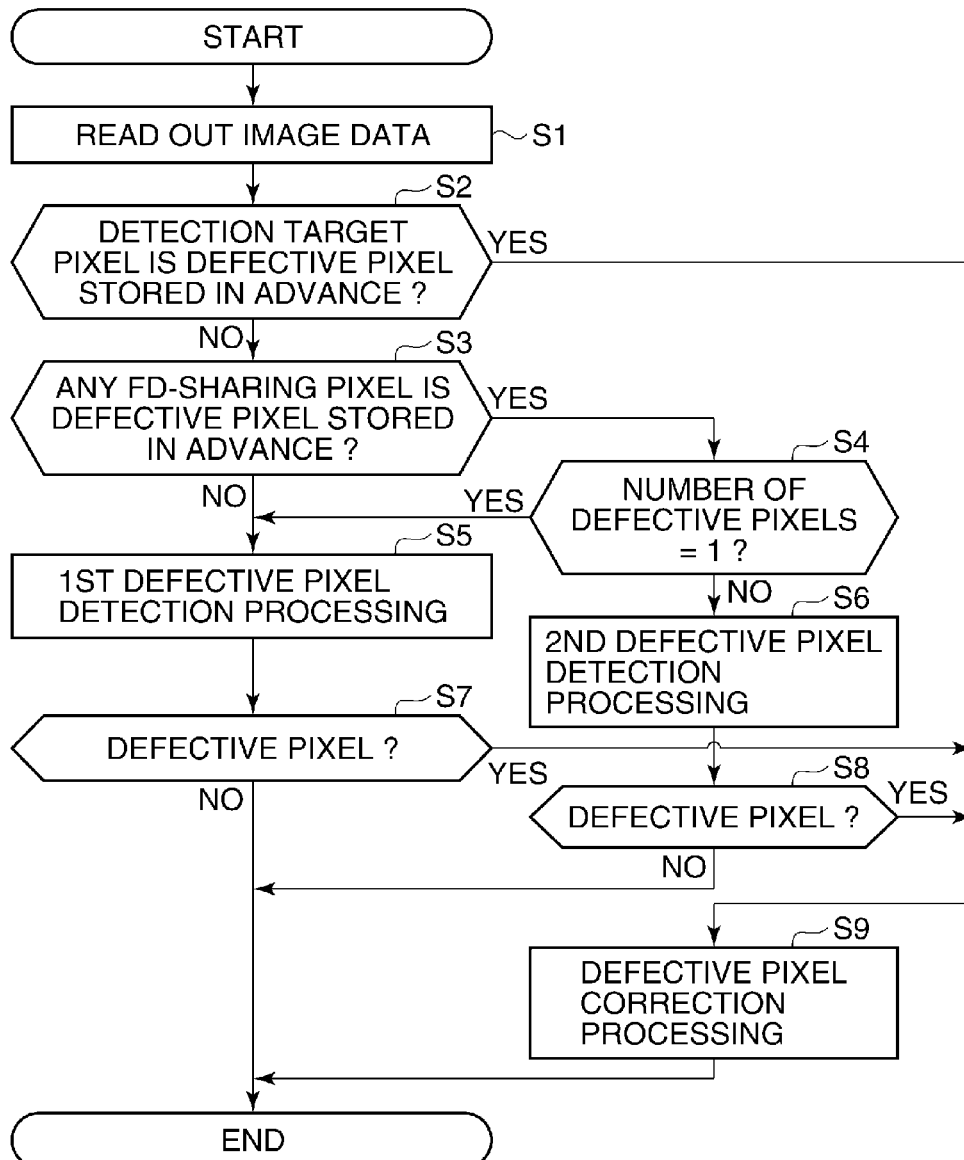 START
READ OUT IMAGE DATA
S1
S2
DETECTION TARGET
PIXEL IS DEFECTIVE PIXEL
STORED IN ADVANCE ?
YES
NO
S3
ANY FD-SHARING PIXEL IS
DEFECTIVE PIXEL STORED
IN ADVANCE ?
YES
NO
S4
NUMBER OF
DEFECTIVE PIXELS
= 1 ?
YES
NO
S5
1ST DEFECTIVE PIXEL
DETECTION PROCESSING
S6
2ND DEFECTIVE PIXEL
DETECTION
PROCESSING
S7
DEFECTIVE PIXEL ?
YES
NO
S8
DEFECTIVE PIXEL ?
YES
NO
S9
DEFECTIVE PIXEL
CORRECTION
PROCESSING
END